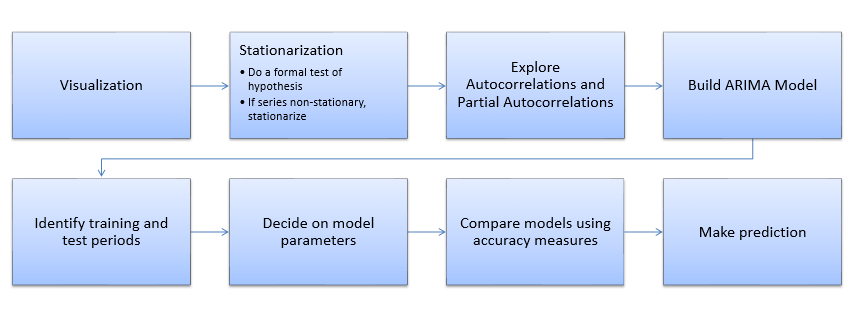 Visualization
Stationarization
• Do a formal test of
hypothesis
• If series non-stationary,
stationarize
Explore
Autocorrelations and
Partial Autocorrelations
Build ARIMA Model
Identify training and
test periods
Decide on model
parameters
Compare models using
accuracy measures
Make prediction